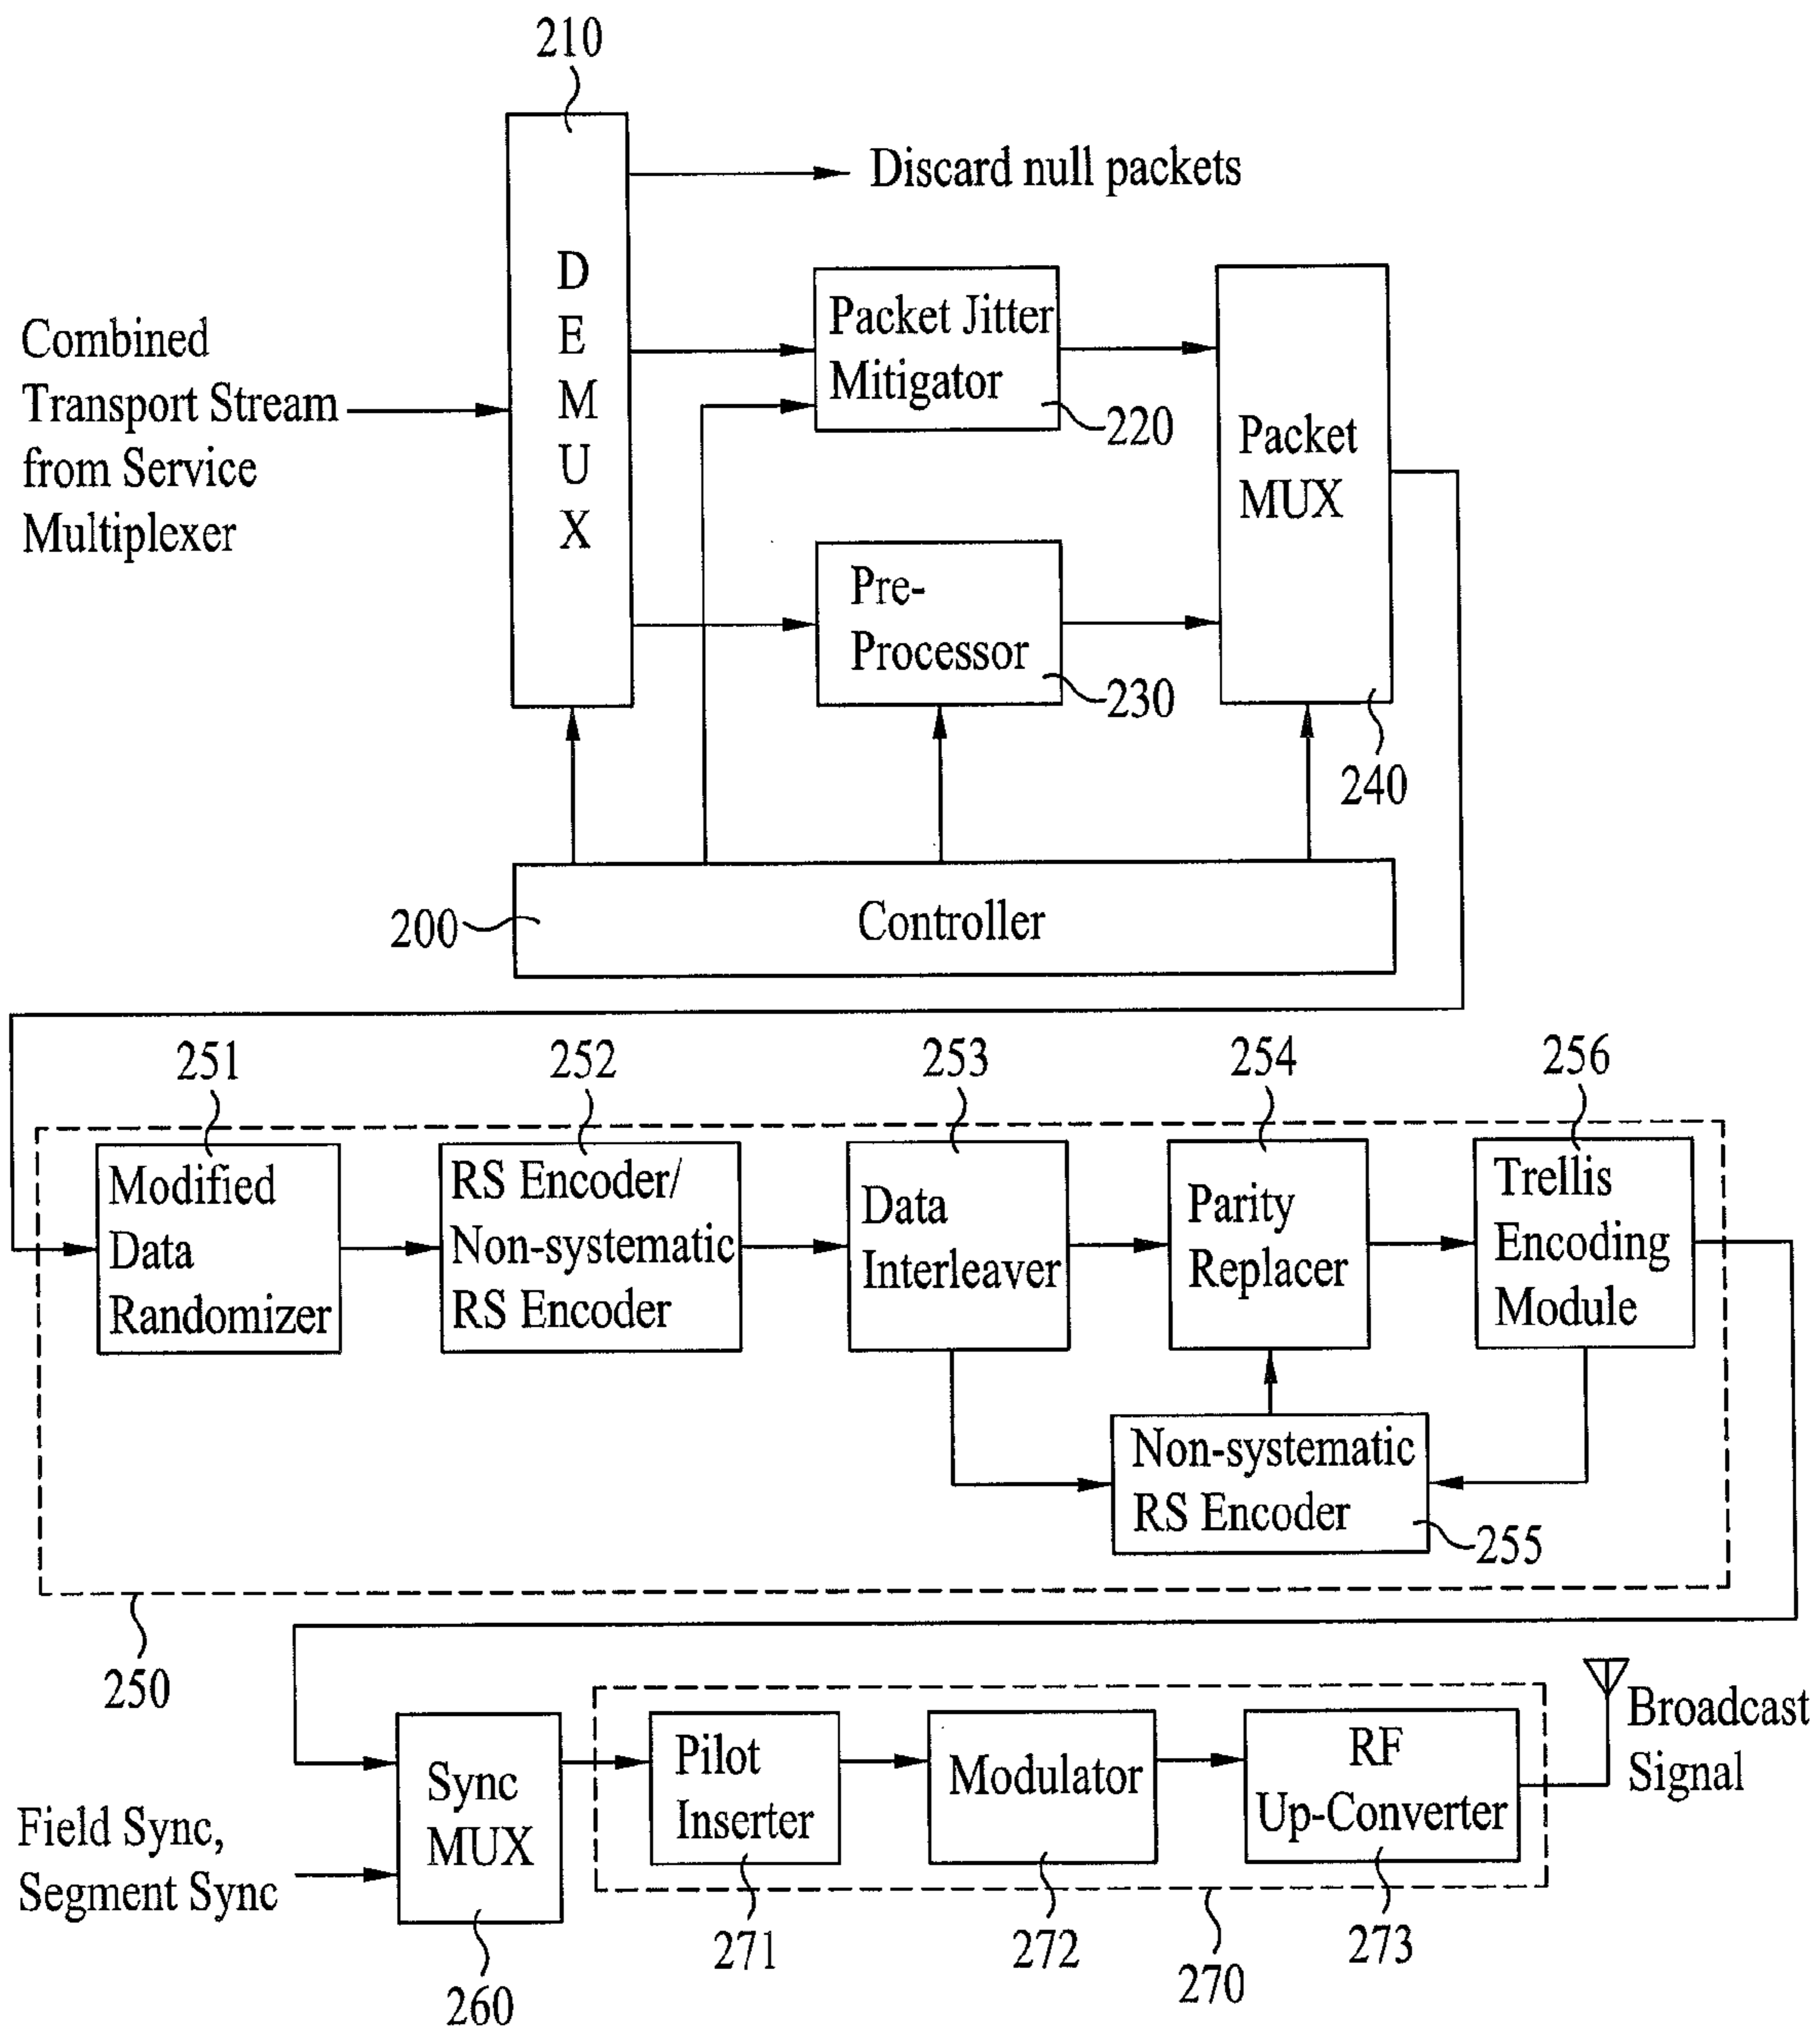 210
Discard null packets
D
E
M
U
X
Combined
Transport Stream
from Service
Multiplexer
Packet Jitter
Mitigator
220
Packet
MUX
Pre-
Processor
230
240
200
Controller
251
252
253
254
256
Modified
Data
Randomizer
RS Encoder/
Non-systematic
RS Encoder
Data
Interleaver
Parity
Replacer
Trellis
Encoding
Module
Non-systematic
RS Encoder
255
250
Broadcast
Signal
Sync
MUX
Pilot
Inserter
Modulator
RF
Up-Converter
Field Sync,
Segment Sync
260
271
272
270
273